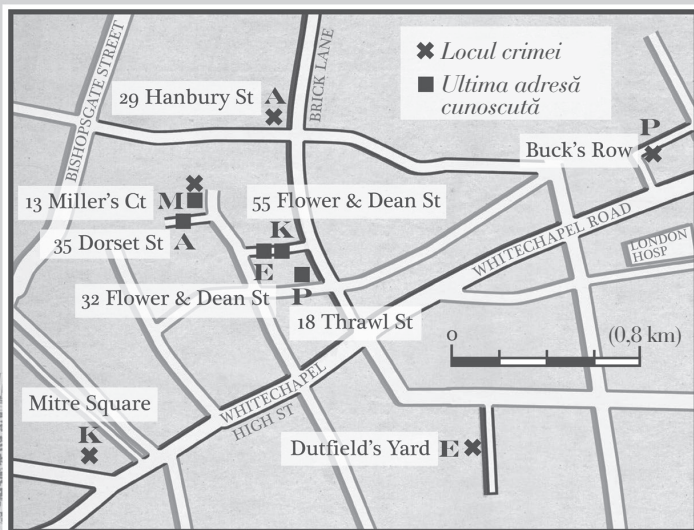 BISHOPSGATE STREET
BRICK LANE
Locul crimei
Ultima adresă
cunoscută
29 Hanbury St
A
P
Buck's Row
13 Miller's Ct
M
55 Flower & Dean St
35 Dorset St
A
K
E
WHITECHAPEL ROAD
LONDON
HOSP
32 Flower & Dean St
P
18 Thrawl St
0
(0,8 km)
Mitre Square
K
WHITECHAPEL
HIGH ST
Dutfield's Yard
E